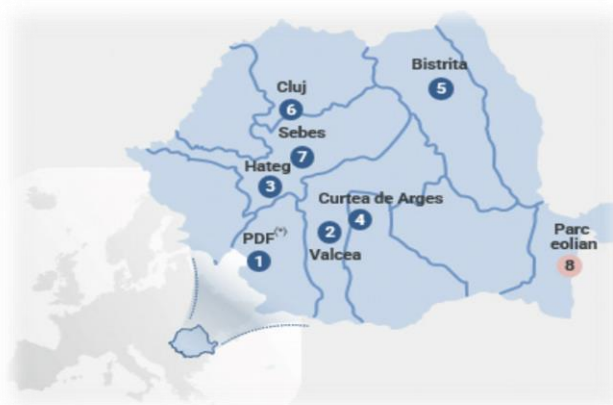 Bistrita
5
Cluj
6
Sebes
7
Hateg
3
Curtea de Arges
4
2
Valcea
PDF(*)
1
Parc
eolian
8